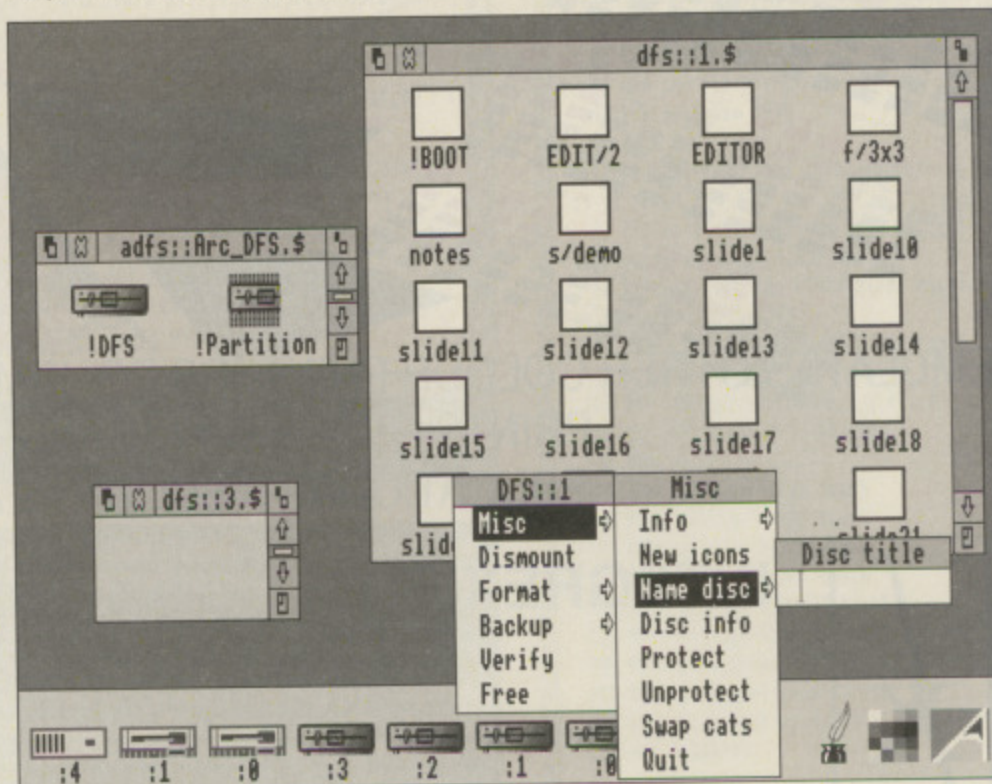 dfs::1.$
!BOOT EDIT/2 EDITOR f/3x3
notes s/demo slide1 slide10
slide11 slide12 slide13 slide14
slide15 slide16 slide17 slide18
slide21
adfs::Arc_DFS.$
!DFS !Partition
dfs::3.$
DFS::1
Misc
Dismount
Format
Backup
Verify
Free
Misc
Info
New icons
Name disc
Disc info
Protect
Unprotect
Swap cats
Quit
Disc title
:4 :1 :0 :3 :2 :1 :0